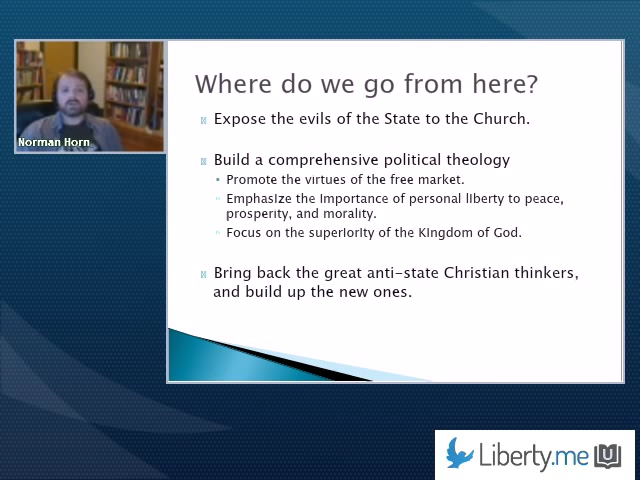 Where do we go from here?
Expose the evils of the State to the Church.
Norman Horn
Build a comprehensive political theology
Promote the virtues of the free market.
Emphasize the importance of personal liberty to peace,
prosperity, and morality.
Focus on the superiority of the Kingdom of God.
Bring back the great anti-state Christian thinkers,
and build up the new ones.
Liberty.me U